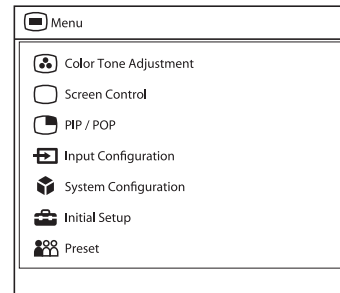 Menu
Color Tone Adjustment
Screen Control
PIP / POP
Input Configuration
System Configuration
Initial Setup
Preset